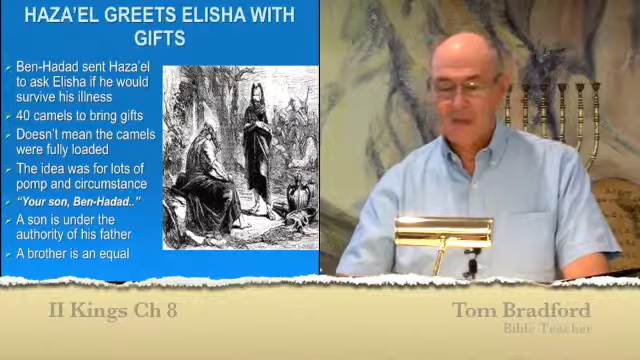 HAZA'EL GREETS ELISHA WITH
GIFTS
Ben-Hadad sent Haza'el
to ask Elisha if he would
survive his illness
40 camels to bring gifts
Doesn't mean the camels
were fully loaded
The idea was for lots of
pomp and circumstance
"Your son, Ben-Hadad.."
A son is under the
authority of his father
A brother is an equal
II Kings Ch 8
Tom Bradford
Bible Teacher